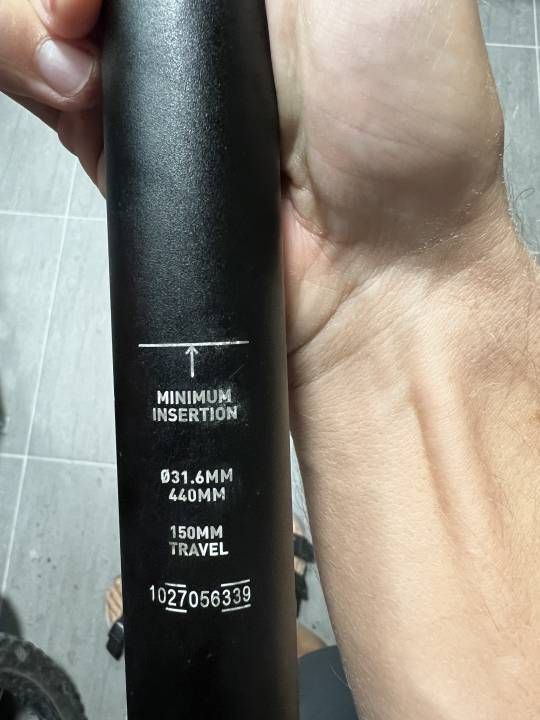 MINIMUM
INSERTION
Ø31.6MM
440MM
150MM
TRAVEL
1027056339